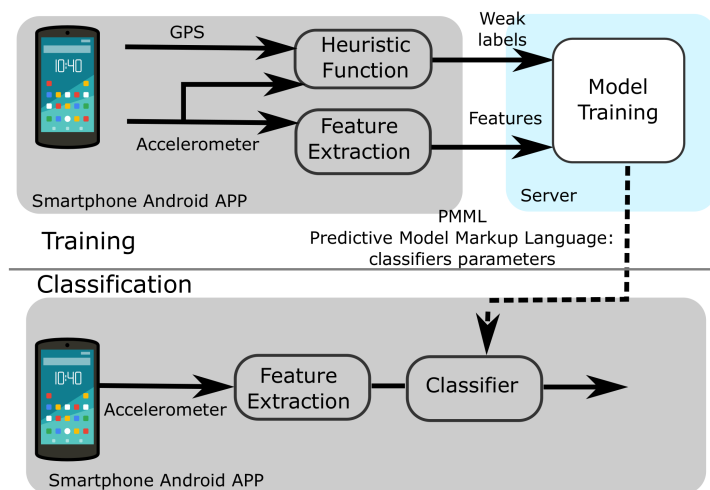 GPS
Weak
labels
10:40
Heuristic
Function
Model
Training
Accelerometer
Feature
Extraction
Features
Smartphone Android APP
Server
PMML
Predictive Model Markup Language:
classifiers parameters
Training
Classification
10:40
Accelerometer
Feature
Extraction
Classifier
Smartphone Android APP